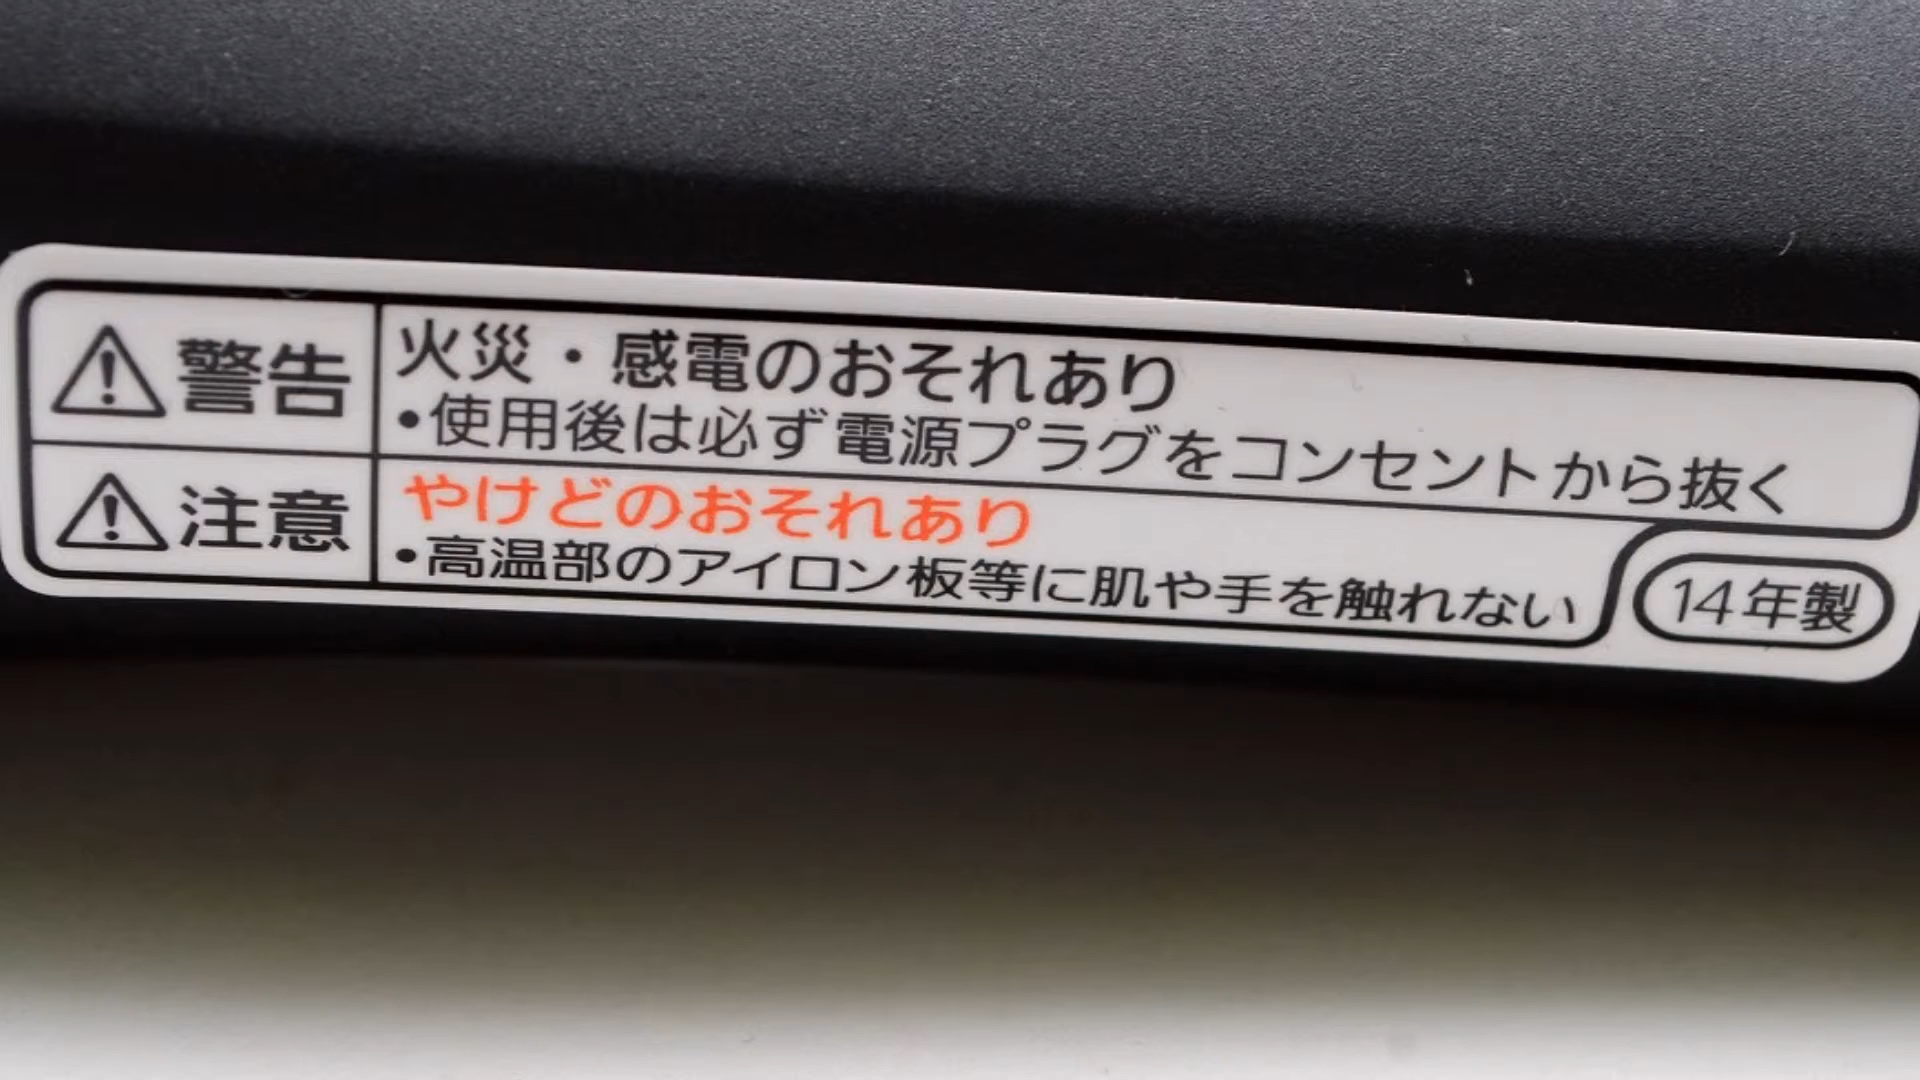 ⚠警告
火災・感電のおそれあり
•使用後は必ず電源プラグをコンセントから抜く
⚠注意
やけどのおそれあり
•高温部のアイロン板等に肌や手を触れない
14年製